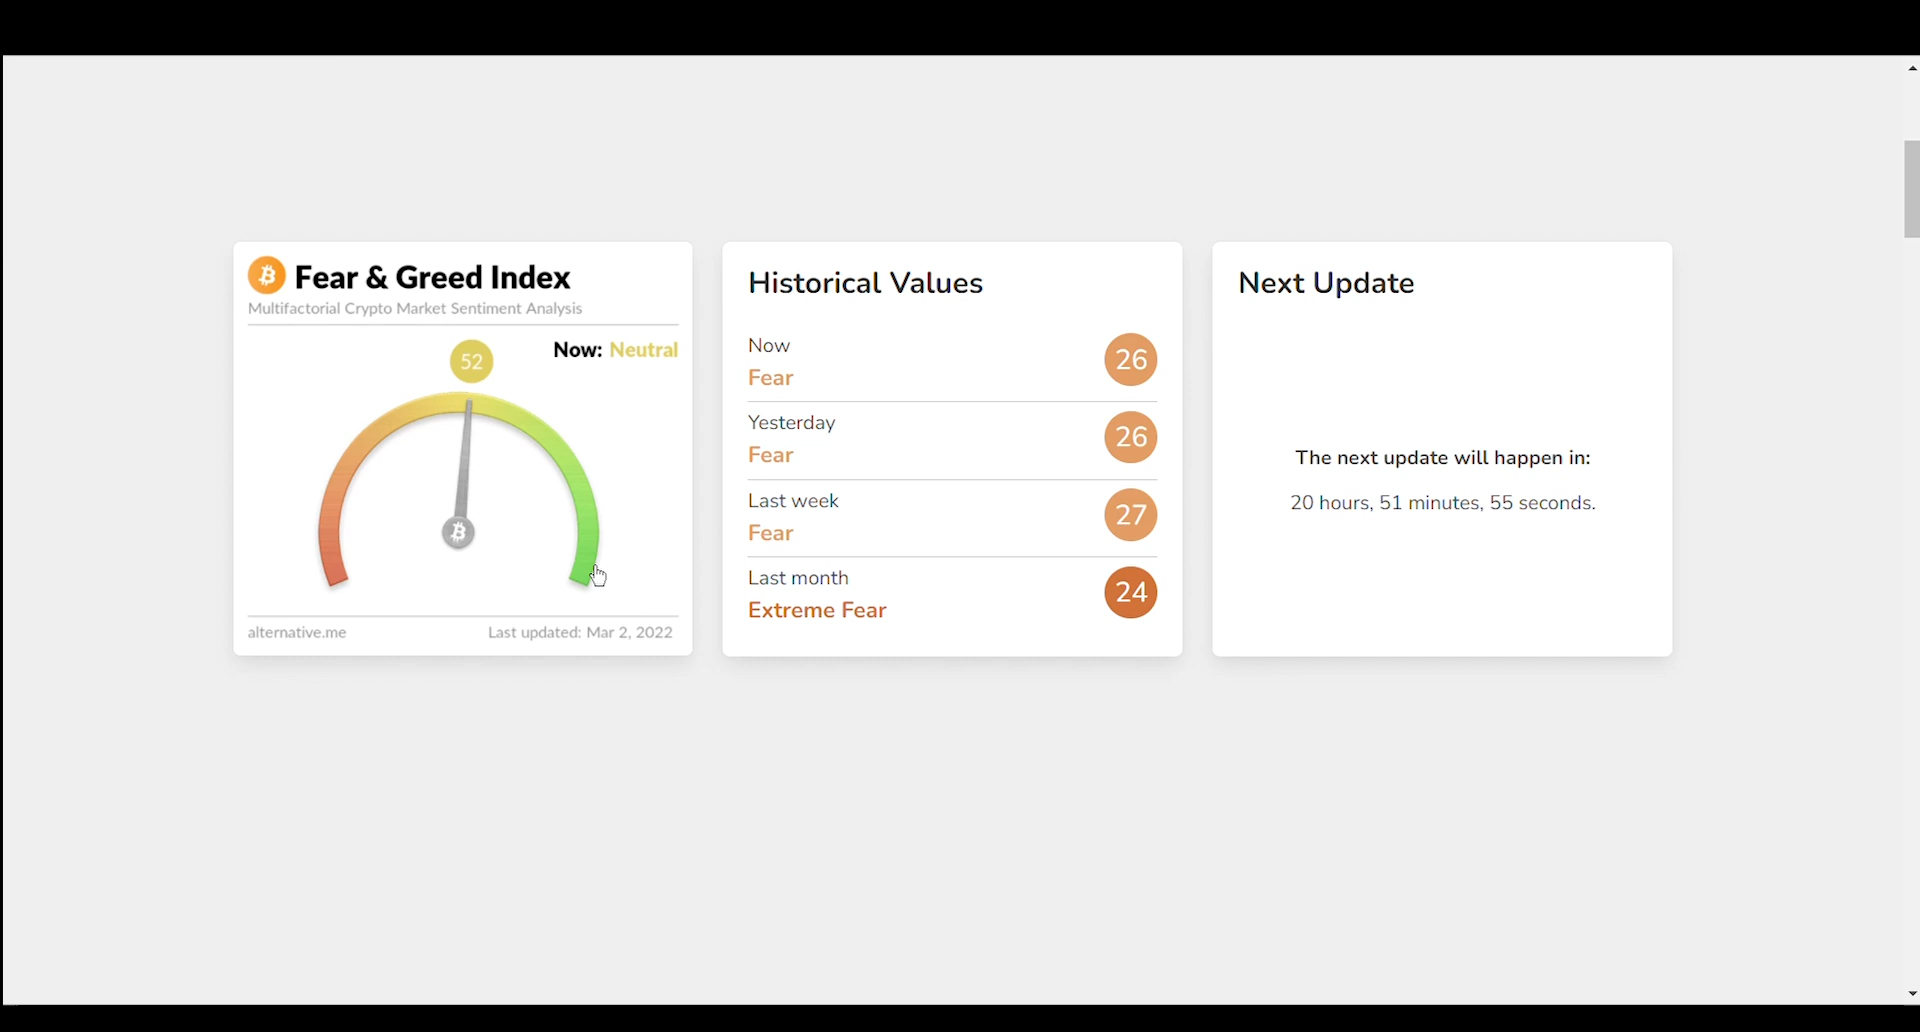 Fear & Greed Index
Multifactorial Crypto Market Sentiment Analysis
Now: Neutral
52
alternative.me
Last updated: Mar 2, 2022
Historical Values
Now
Fear
26
Yesterday
Fear
26
Last week
Fear
27
Last month
Extreme Fear
24
Next Update
The next update will happen in:
20 hours, 51 minutes, 55 seconds.